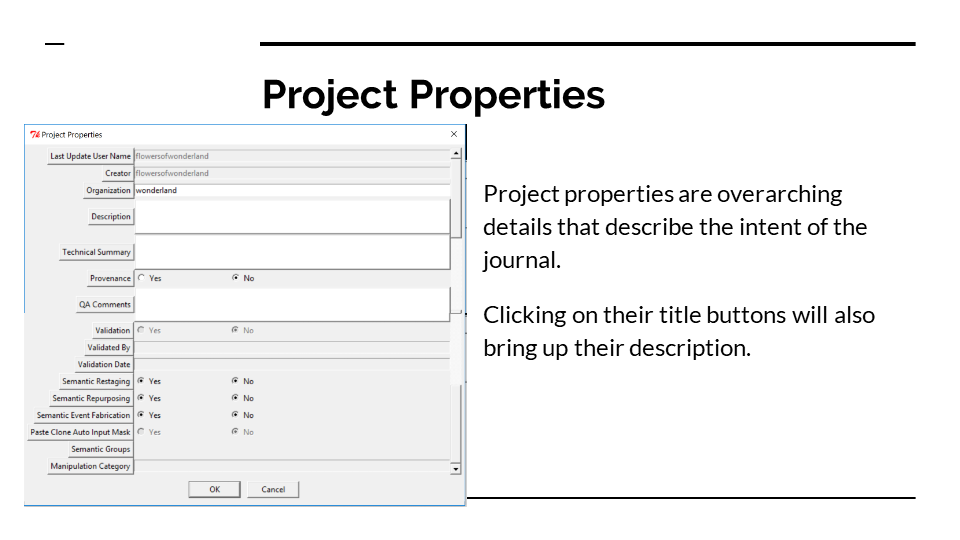 Project Properties
Project Properties
Last Update User Name flowersofwonderland
Creator flowersofwonderland
Organization wonderland
Description
Technical Summary
Provenance Yes No
QA Comments
Validation Yes No
Validated By
Validation Date
Semantic Restaging Yes No
Semantic Repurposing Yes No
Semantic Event Fabrication Yes No
Paste Clone Auto Input Mask Yes No
Semantic Groups
Manipulation Category
OK Cancel
Project properties are overarching
details that describe the intent of the
journal.
Clicking on their title buttons will also
bring up their description.